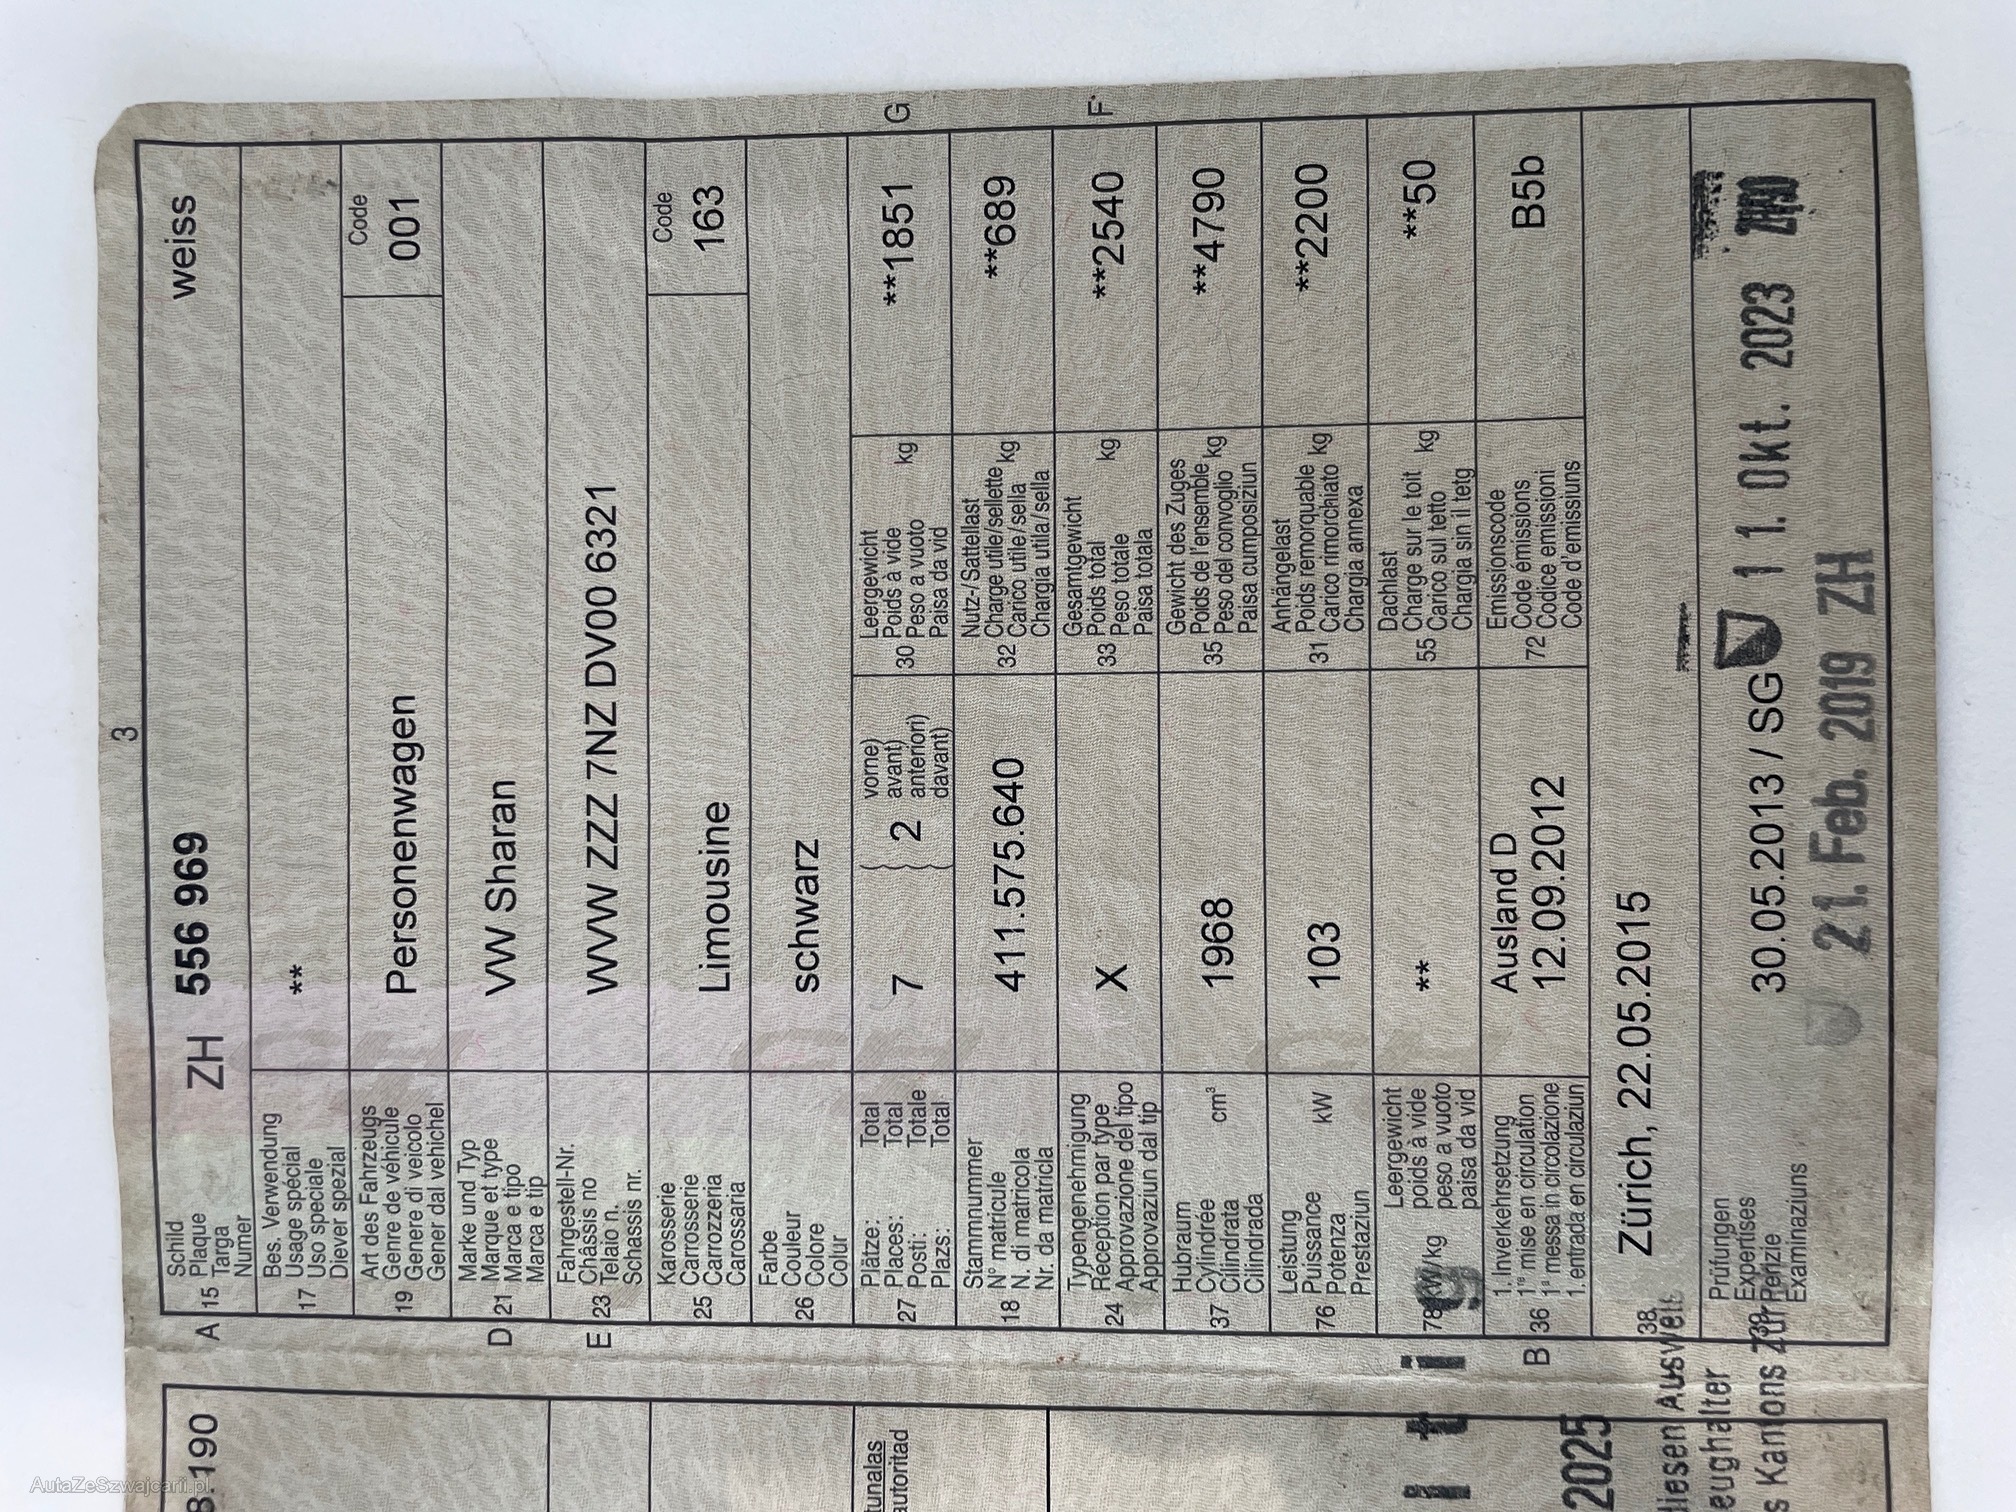 3
A 15 Schild
Plaque
Targa
Numer
ZH 556 969 weiss
17 Bes. Verwendung
Usage spécial
Uso speciale
Diever spezial
**
19 Art des Fahrzeugs
Genre de véhicule
Genere di veicolo
Gener dal vehichel
Personenwagen
Code
001
D 21 Marke und Typ
Marque et type
Marca e tipo
Marca e tip
VW Sharan
E 23 Fahrgestell-Nr.
Châssis no
Telaio n.
Schassis nr.
WVW ZZZ 7NZ DV00 6321
25 Karosserie
Carrosserie
Carrozzeria
Carossaria
Limousine
Code
163
26 Farbe
Couleur
Colore
Colur
schwarz
27 Plätze: Total
Places: Total
Posti: Totale
Plazs: Total
7 2
vorne)
avant)
anteriori)
davant)
30 Leergewicht
Poids à vide
Peso a vuoto kg
Paisa da vid
**1851 G
18 Stammnummer
N° matricule
N. di matricola
Nr. da matricla
411.575.640
32 Nutz-/Sattellast
Charge utile/sellette
Carico utile/sella kg
Chargia utila/sella
**689
24 Typengenehmigung
Réception par type
Approvazione del tipo
Approvaziun dal tip
X
33 Gesamtgewicht
Poids total
Peso totale kg
Paisa totala
**2540 F
37 Hubraum
Cylindrée cm³
Cilindrata
Cilindrada
1968
35 Gewicht des Zuges
Poids de l'ensemble
Peso del convoglio kg
Paisa cumposiziun
**4790
76 Leistung
Puissance kW
Potenza
Prestaziun
103
31 Anhängelast
Poids remorquable
Carico rimorchiato kg
Chargia annexa
**2200
78 kW/kg Leergewicht
poids à vide
peso a vuoto
paisa da vid
**
55 Dachlast
Charge sur le toit
Carico sul tetto kg
Chargia sin il tetg
**50
B 36 1. Inverkehrsetzung
1re mise en circulation
1a messa in circolazione
1. entrada en circulaziun
Ausland D
12.09.2012
72 Emissionscode
Code émissions
Codice emissioni
Code d'emissiuns
B5b
38 Zürich, 22.05.2015
39 Prüfungen
Expertises
Perizie
Examinaziuns
30.05.2013 / SG 11. Okt. 2023
21. Feb. 2019 ZH
8.190
tunalas
autoritad
2025
diesen Ausweis
eughalter
s Kantons zur
AutaZeSzwajcarii.pl